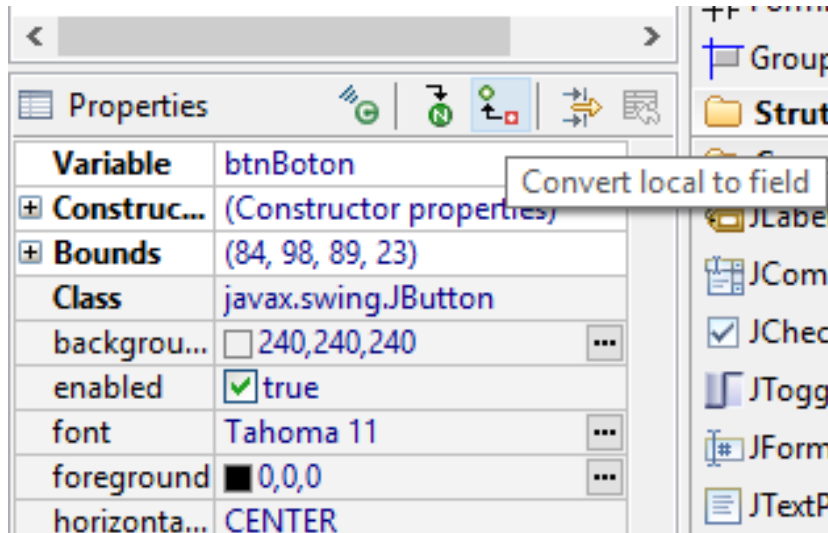 Group
Properties
Strut
Convert local to field
Variable btnBoton
Construc... (Constructor properties)
JLabel
Bounds (84, 98, 89, 23)
JCom
Class javax.swing.JButton
backgrou... 240,240,240 ...
JChec
enabled true
JTogg
font Tahoma 11 ...
JForm
foreground 0,0,0 ...
JTextP
horizonta... CENTER